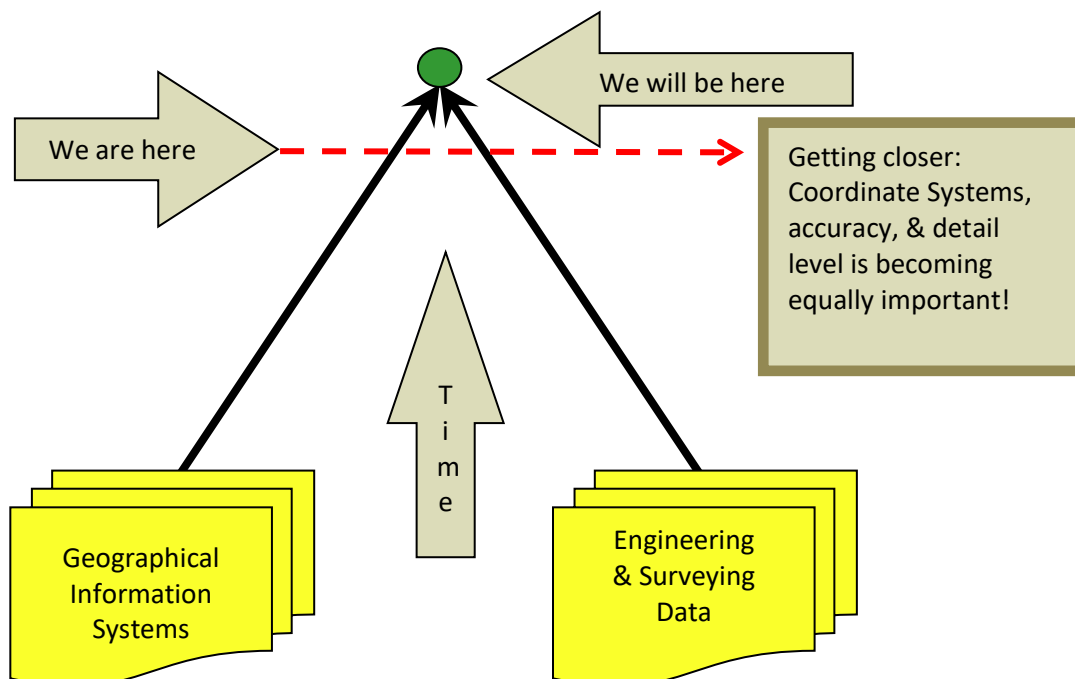 We will be here
We are here
Getting closer:
Coordinate Systems,
accuracy, & detail
level is becoming
equally important!
T
i
m
e
Geographical
Information
Systems
Engineering
& Surveying
Data